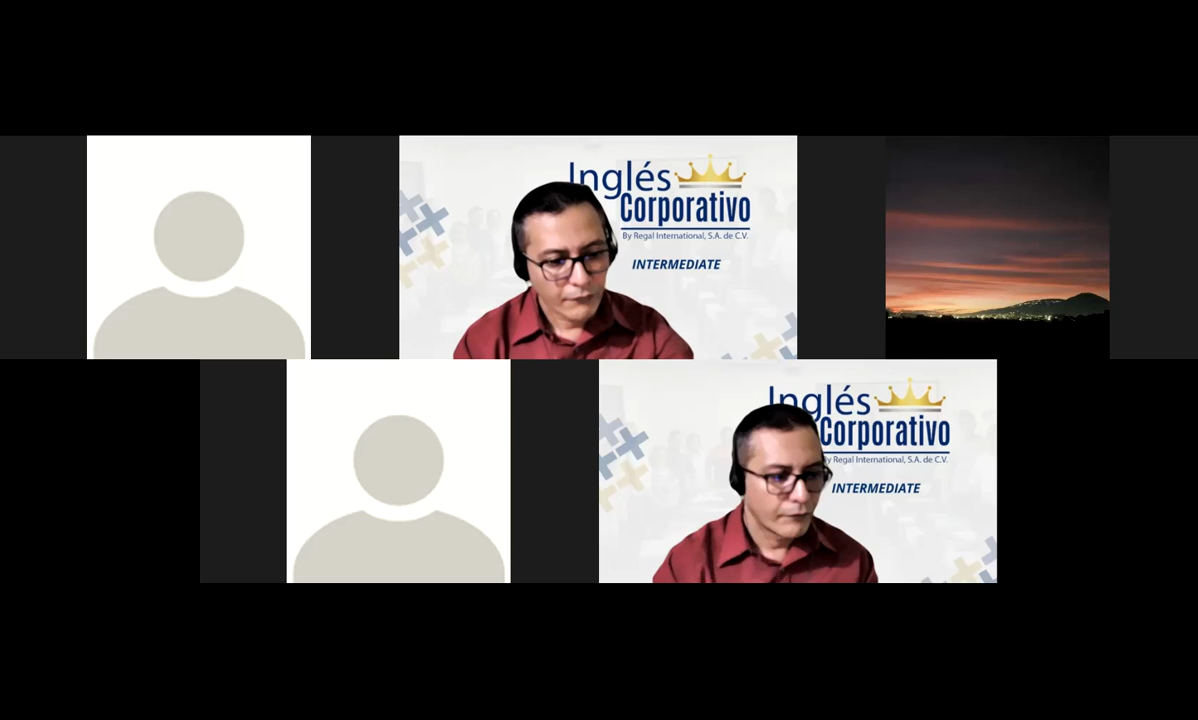 Inglés
Corporativo
By Regal International, S.A. de C.V.
INTERMEDIATE
Inglés
Corporativo
By Regal International, S.A. de C.V.
INTERMEDIATE